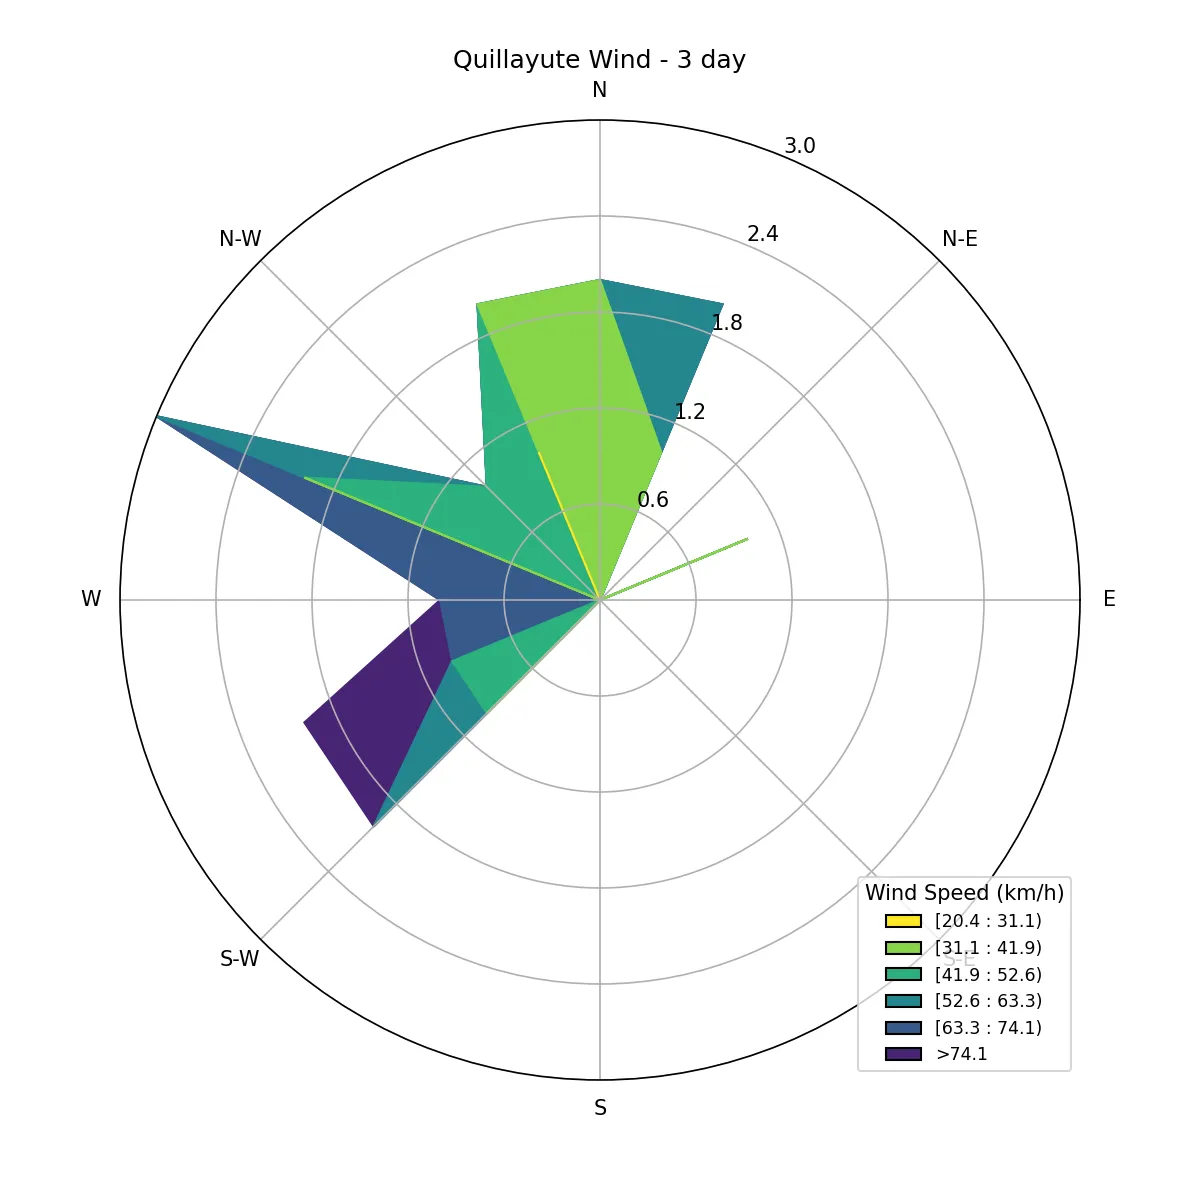 Quillayute Wind - 3 day
N
3.0
N-W
2.4
N-E
1.8
1.2
0.6
W
E
S-W
S-E
S
Wind Speed (km/h)
[20.4 : 31.1)
[31.1 : 41.9)
[41.9 : 52.6)
[52.6 : 63.3)
[63.3 : 74.1)
>74.1